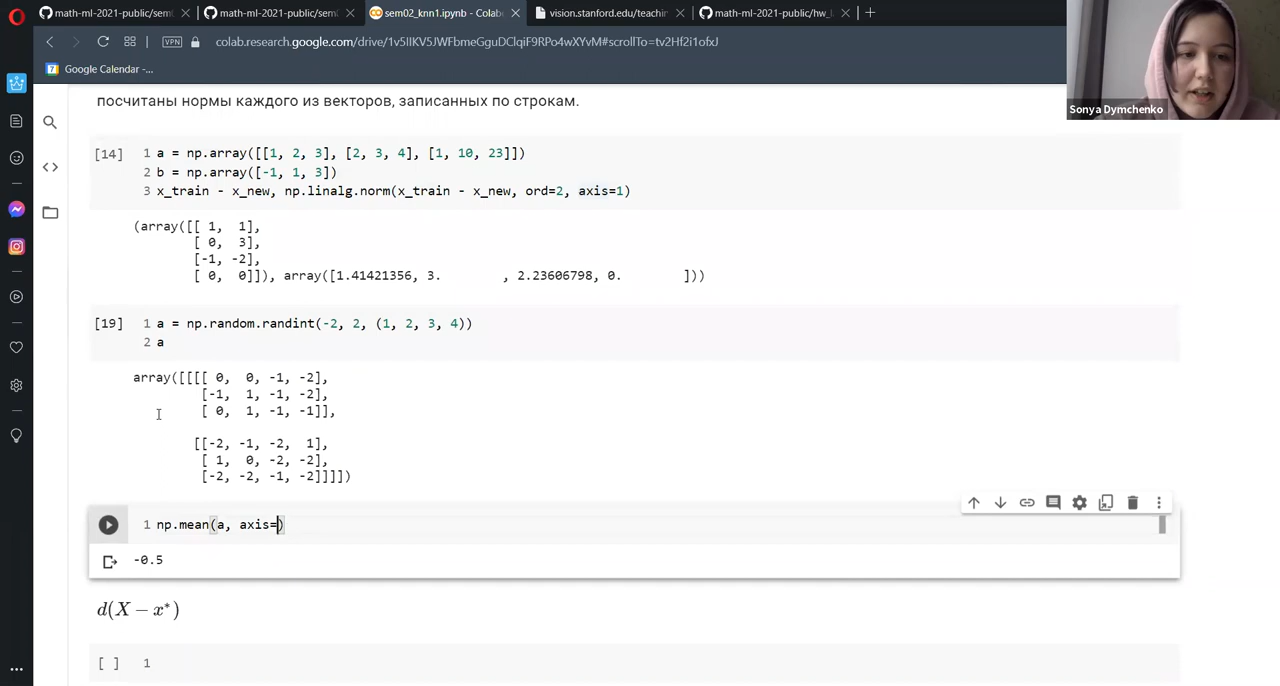 math-ml-2021-public/sem
math-ml-2021-public/sem
sem02_knn1.ipynb - Colab
vision.stanford.edu/teachin
math-ml-2021-public/hw_
VPN
colab.research.google.com/drive/1v5IIKV5JWFbmeGguDClqiF9RPo4wXYvM#scrollTo=tv2Hf2i1ofxJ
Google Calendar -...
Sonya Dymchenko
посчитаны нормы каждого из векторов, записанных по строкам.
[14] 1 a = np.array([[1, 2, 3], [2, 3, 4], [1, 10, 23]])
2 b = np.array([-1, 1, 3])
3 x_train - x_new, np.linalg.norm(x_train - x_new, ord=2, axis=1)
(array([[ 1, 1],
[ 0, 3],
[-1, -2],
[ 0, 0]]), array([1.41421356, 3. , 2.23606798, 0. ]))
[19] 1 a = np.random.randint(-2, 2, (1, 2, 3, 4))
2 a
array([[[[ 0, 0, -1, -2],
[-1, 1, -1, -2],
[ 0, 1, -1, -1]],
[[-2, -1, -2, 1],
[ 1, 0, -2, -2],
[-2, -2, -1, -2]]]])
1 np.mean(a, axis=)
-0.5
d(X − x*)
[ ] 1